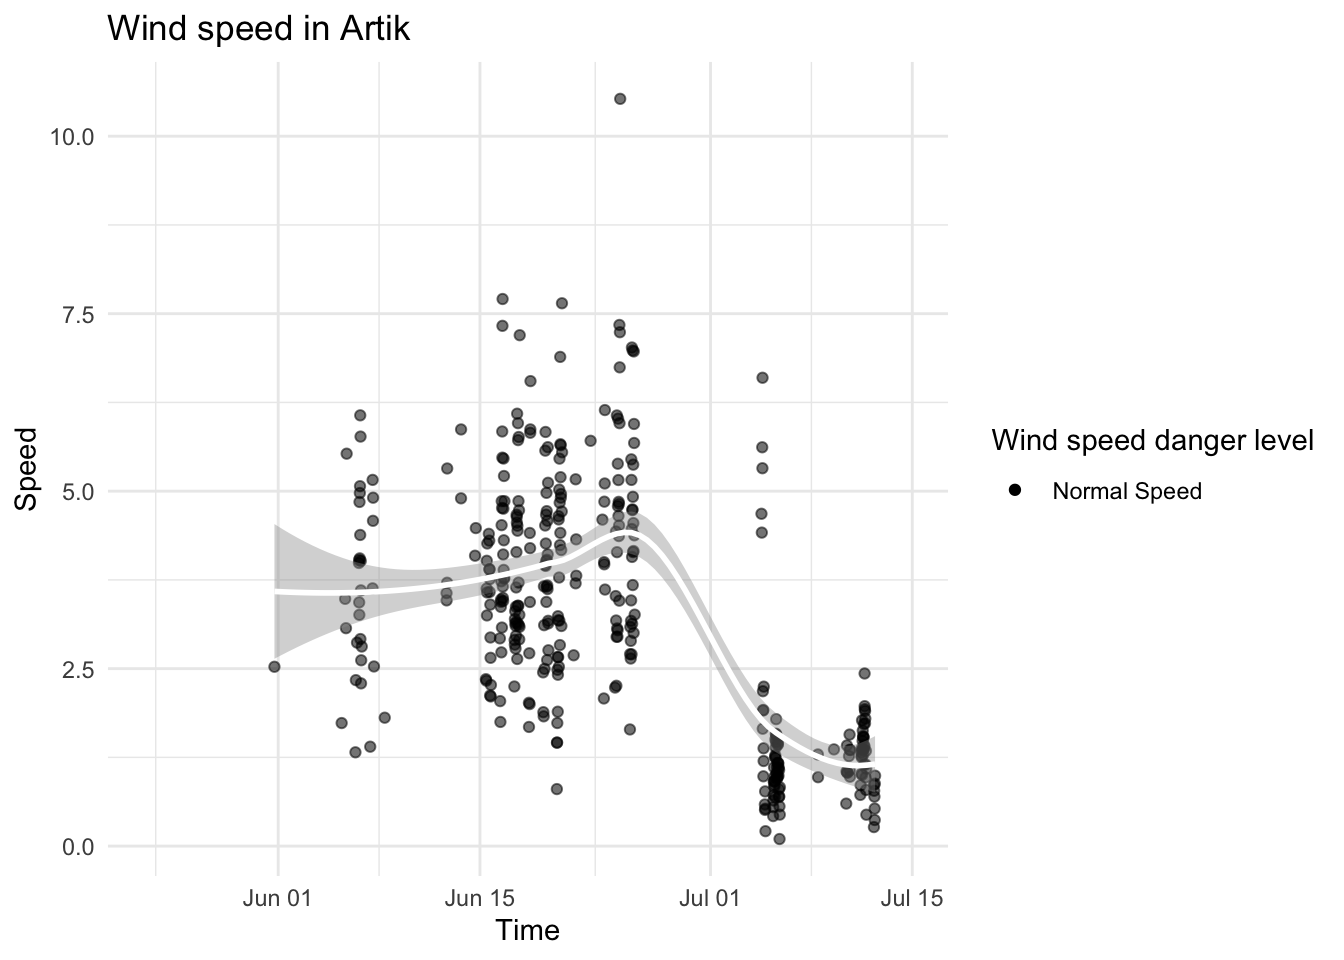 Wind speed in Artik
10.0
7.5
5.0
2.5
0.0
Speed
Jun 01
Jun 15
Jul 01
Jul 15
Time
Wind speed danger level
Normal Speed